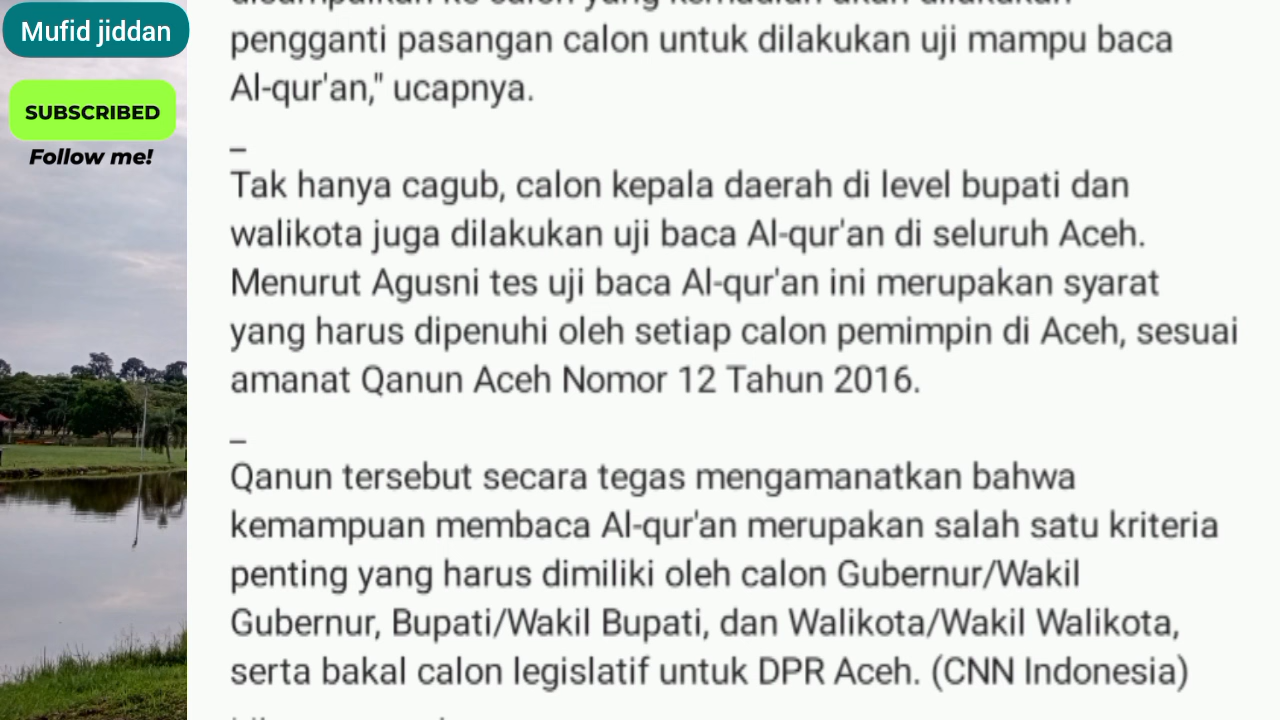 Mufid jiddan
SUBSCRIBED
Follow me!
pengganti pasangan calon untuk dilakukan uji mampu baca
Al-qur'an," ucapnya.
_
Tak hanya cagub, calon kepala daerah di level bupati dan
walikota juga dilakukan uji baca Al-qur'an di seluruh Aceh.
Menurut Agusni tes uji baca Al-qur'an ini merupakan syarat
yang harus dipenuhi oleh setiap calon pemimpin di Aceh, sesuai
amanat Qanun Aceh Nomor 12 Tahun 2016.
_
Qanun tersebut secara tegas mengamanatkan bahwa
kemampuan membaca Al-qur'an merupakan salah satu kriteria
penting yang harus dimiliki oleh calon Gubernur/Wakil
Gubernur, Bupati/Wakil Bupati, dan Walikota/Wakil Walikota,
serta bakal calon legislatif untuk DPR Aceh. (CNN Indonesia)